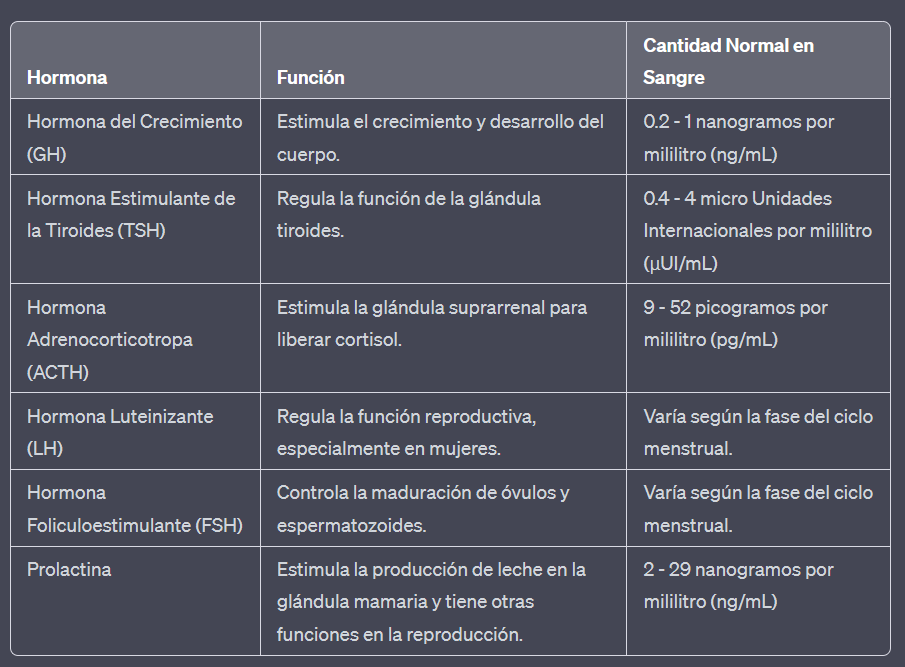 Hormona
Función
Cantidad Normal en
Sangre
Hormona del Crecimiento
(GH)
Estimula el crecimiento y desarrollo del
cuerpo.
0.2 - 1 nanogramos por
mililitro (ng/mL)
Hormona Estimulante de
la Tiroides (TSH)
Regula la función de la glándula
tiroides.
0.4 - 4 micro Unidades
Internacionales por mililitro
(μUI/mL)
Hormona
Adrenocorticotropa
(ACTH)
Estimula la glándula suprarrenal para
liberar cortisol.
9 - 52 picogramos por
mililitro (pg/mL)
Hormona Luteinizante
(LH)
Regula la función reproductiva,
especialmente en mujeres.
Varía según la fase del ciclo
menstrual.
Hormona
Foliculoestimulante (FSH)
Controla la maduración de óvulos y
espermatozoides.
Varía según la fase del ciclo
menstrual.
Prolactina
Estimula la producción de leche en la
glándula mamaria y tiene otras
funciones en la reproducción.
2 - 29 nanogramos por
mililitro (ng/mL)